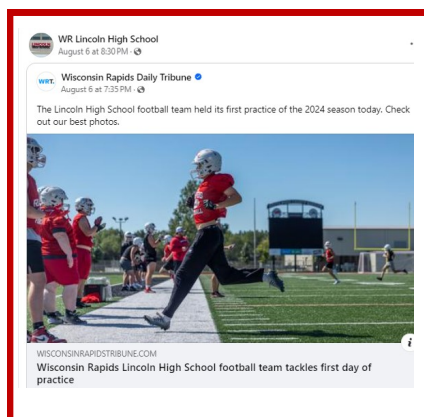 WR Lincoln High School
August 6 at 8:30 PM ·
WRT.
Wisconsin Rapids Daily Tribune
August 6 at 7:35 PM ·
The Lincoln High School football team held its first practice of the 2024 season today. Check
out our best photos.
WISCONSINRAPIDSTRIBUNE.COM
Wisconsin Rapids Lincoln High School football team tackles first day of
practice